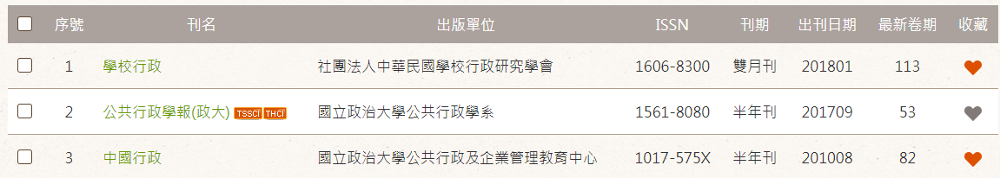 序號 刊名 出版單位 ISSN 刊期 出刊日期 最新卷期 收藏
1 學校行政 社團法人中華民國學校行政研究學會 1606-8300 雙月刊 201801 113
2 公共行政學報(政大) TSSCI THCI 國立政治大學公共行政學系 1561-8080 半年刊 201709 53
3 中國行政 國立政治大學公共行政及企業管理教育中心 1017-575X 半年刊 201008 82